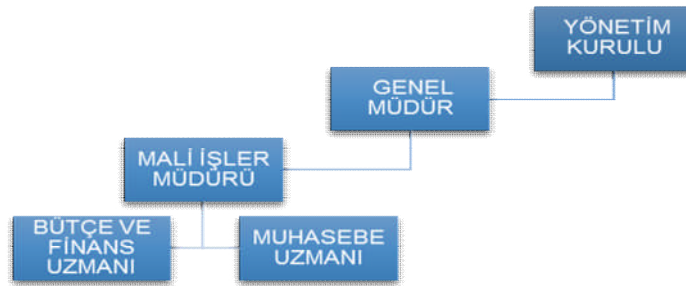 YÖNETİM
KURULU
GENEL
MÜDÜR
MALİ İŞLER
MÜDÜRÜ
BÜTÇE VE
FİNANS
UZMANI
MUHASEBE
UZMANI